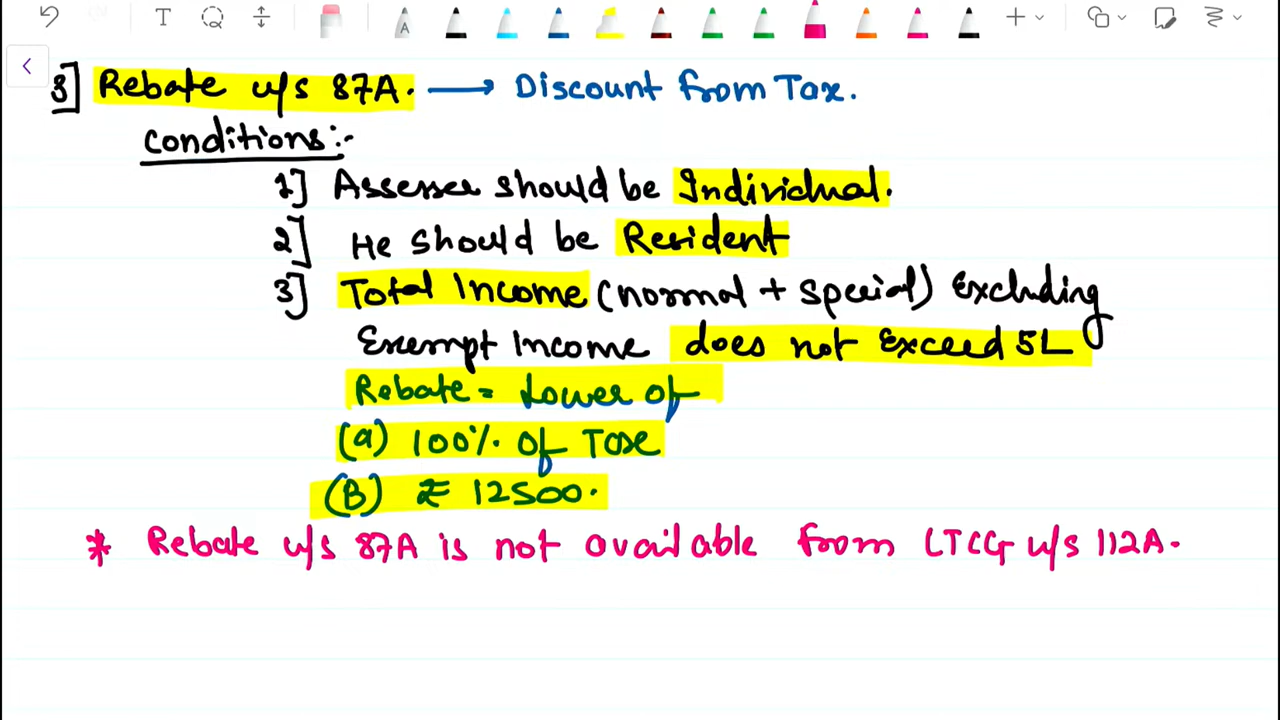 3] Rebate u/s 87A. → Discount from Tax.
Conditions:-
1] Assessee should be Individual.
2] He should be Resident
3] Total Income (normal + special) Excluding
Exempt Income does not Exceed 5L
Rebate = Lower of
(a) 100% of Tax
(B) ₹ 12500.
* Rebate u/s 87A is not available from LTCG u/s 112A.